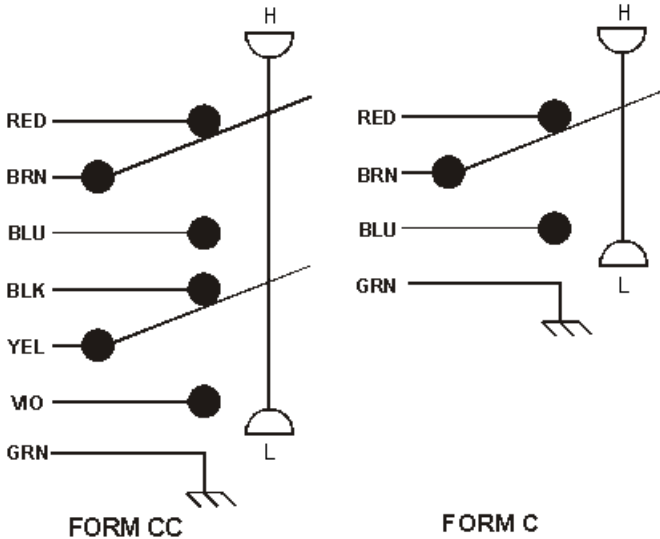 H
RED
BRN
BLU
BLK
YEL
VIO
GRN
L
FORM CC
H
RED
BRN
BLU
GRN
L
FORM C